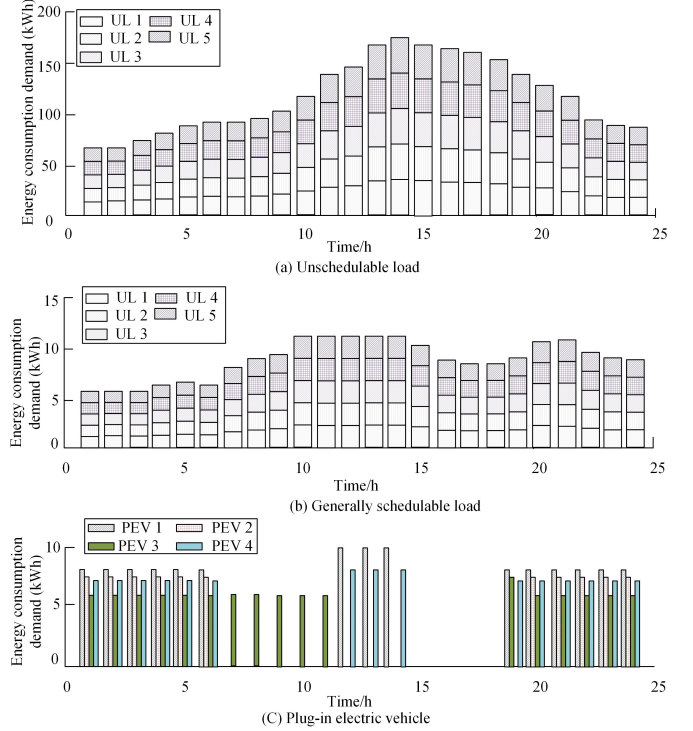 Energy consumption demand (kWh)
200
150
100
50
0
UL 1 UL 4
UL 2 UL 5
UL 3
0 5 10 15 20 25
Time/h
(a) Unschedulable load
Energy consumption
demand (kWh)
15
10
5
0
UL 1 UL 4
UL 2 UL 5
UL 3
0 5 10 15 20 25
Time/h
(b) Generally schedulable load
Energy consumption
demand (kWh)
10
5
0
PEV 1 PEV 2
PEV 3 PEV 4
0 5 10 15 20 25
Time/h
(C) Plug-in electric vehicle